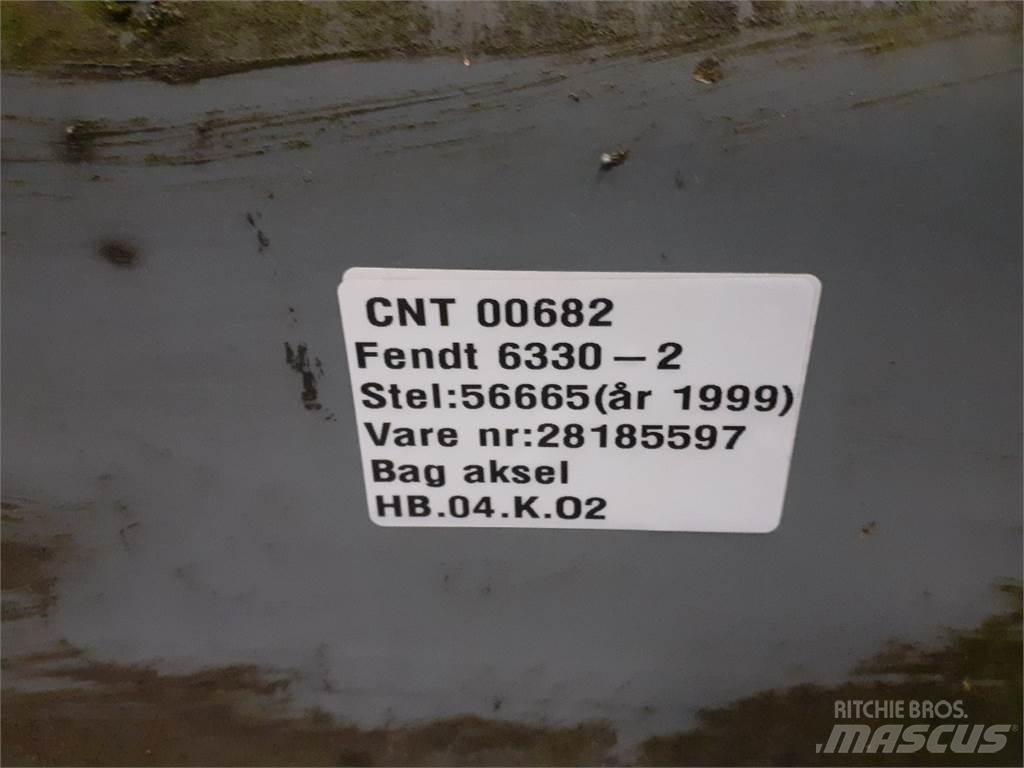 CNT 00682
Fendt 6330-2
Stel:56665(år 1999)
Vare nr:28185597
Bag aksel
HB.04.K.O2
RITCHIE BROS.
MASCUS